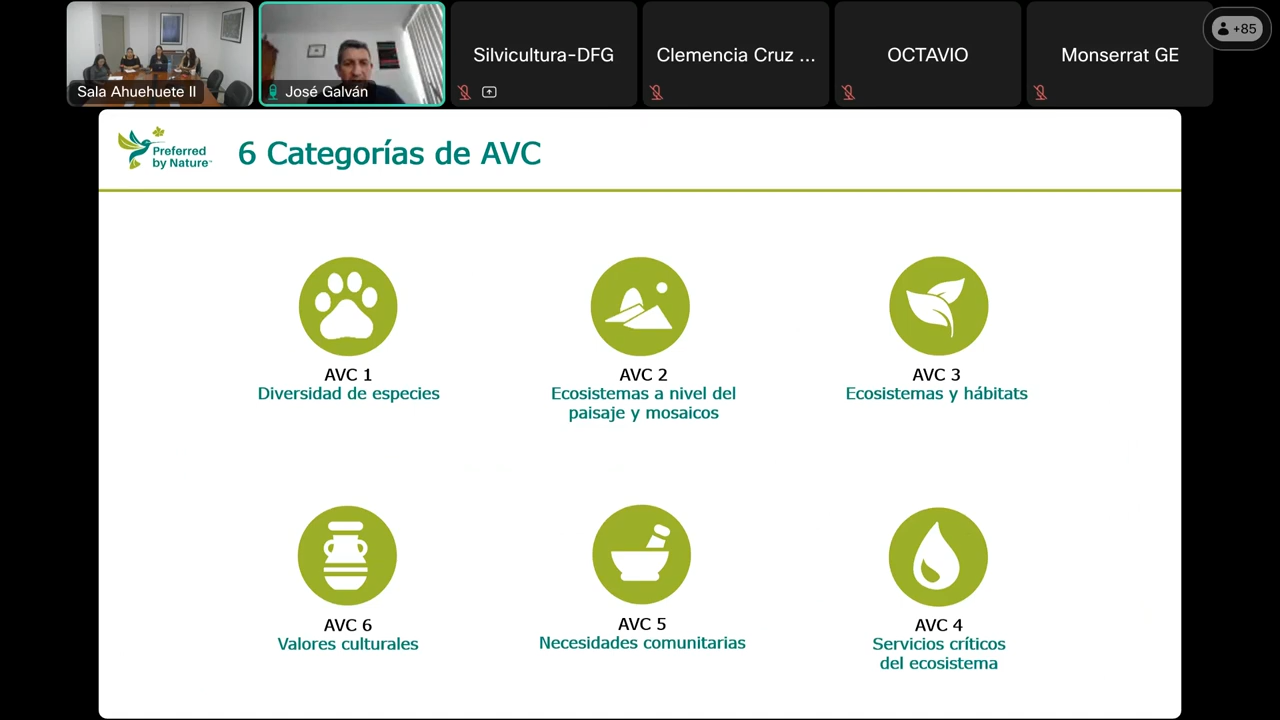 Sala Ahuehuete II
José Galván
Silvicultura-DFG
Clemencia Cruz ...
OCTAVIO
Monserrat GE
+85
Preferred
by Nature™
6 Categorías de AVC
AVC 1
Diversidad de especies
AVC 2
Ecosistemas a nivel del
paisaje y mosaicos
AVC 3
Ecosistemas y hábitats
AVC 6
Valores culturales
AVC 5
Necesidades comunitarias
AVC 4
Servicios críticos
del ecosistema